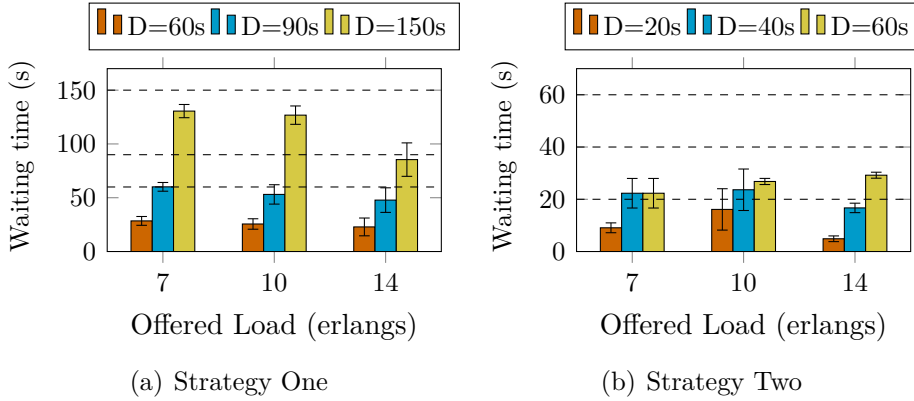 D=60s D=90s D=150s
Waiting time (s)
150
100
50
0
7 10 14
Offered Load (erlangs)
(a) Strategy One
D=20s D=40s D=60s
Waiting time (s)
60
40
20
0
7 10 14
Offered Load (erlangs)
(b) Strategy Two